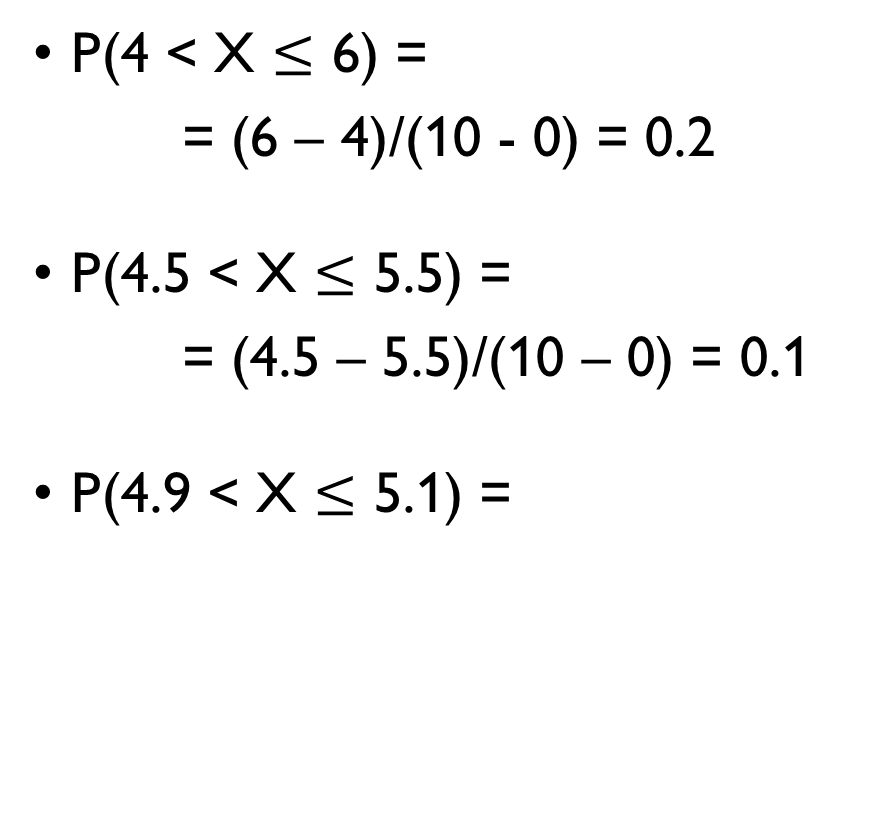 • P(4 < X ≤ 6) =
= (6 – 4)/(10 - 0) = 0.2
• P(4.5 < X ≤ 5.5) =
= (4.5 – 5.5)/(10 – 0) = 0.1
• P(4.9 < X ≤ 5.1) =